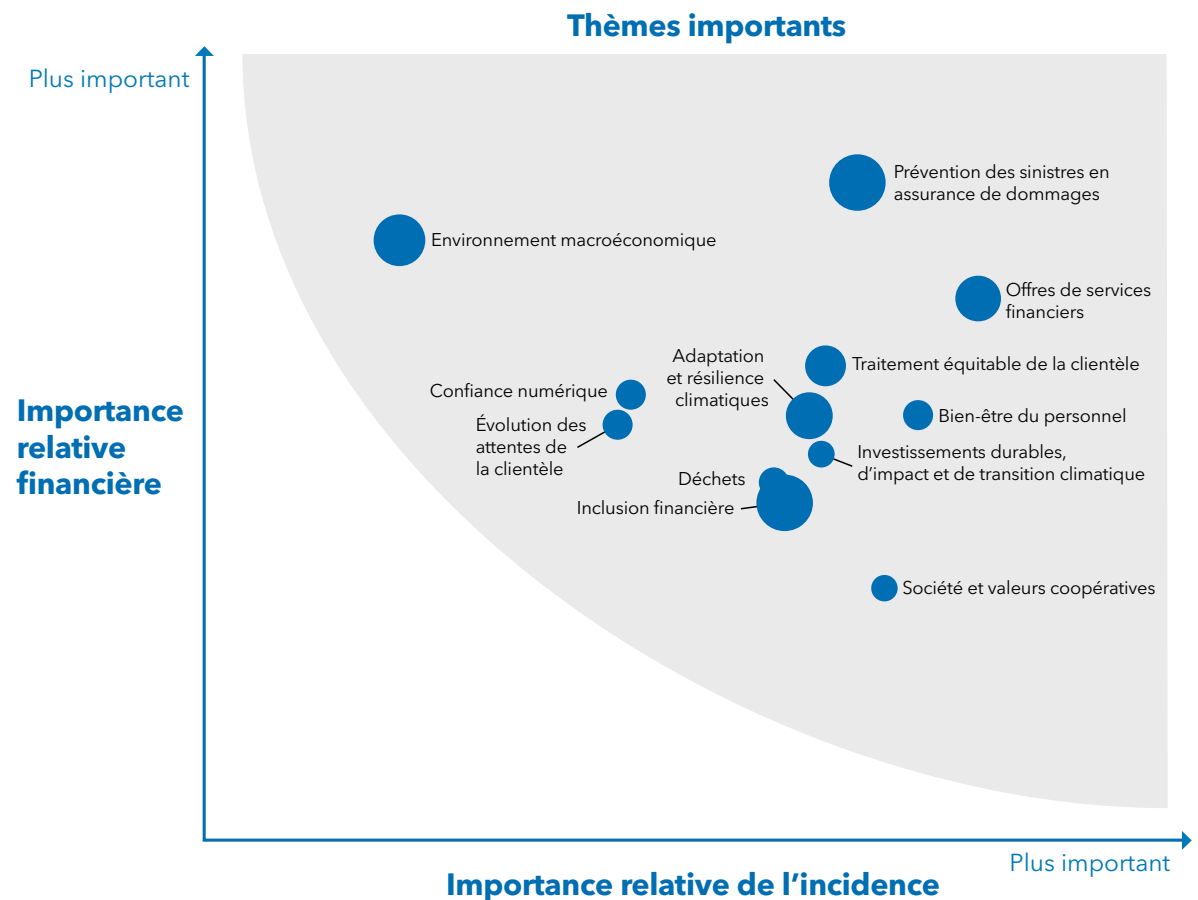 Thèmes importants
Plus important
Prévention des sinistres en
assurance de dommages
Environnement macroéconomique
Offres de services
financiers
Adaptation
et résilience
climatiques
Traitement équitable de la clientèle
Confiance numérique
Évolution des
attentes de
la clientèle
Bien-être du personnel
Importance
relative
financière
Investissements durables,
d’impact et de transition climatique
Déchets
Inclusion financière
Société et valeurs coopératives
Plus important
Importance relative de l’incidence